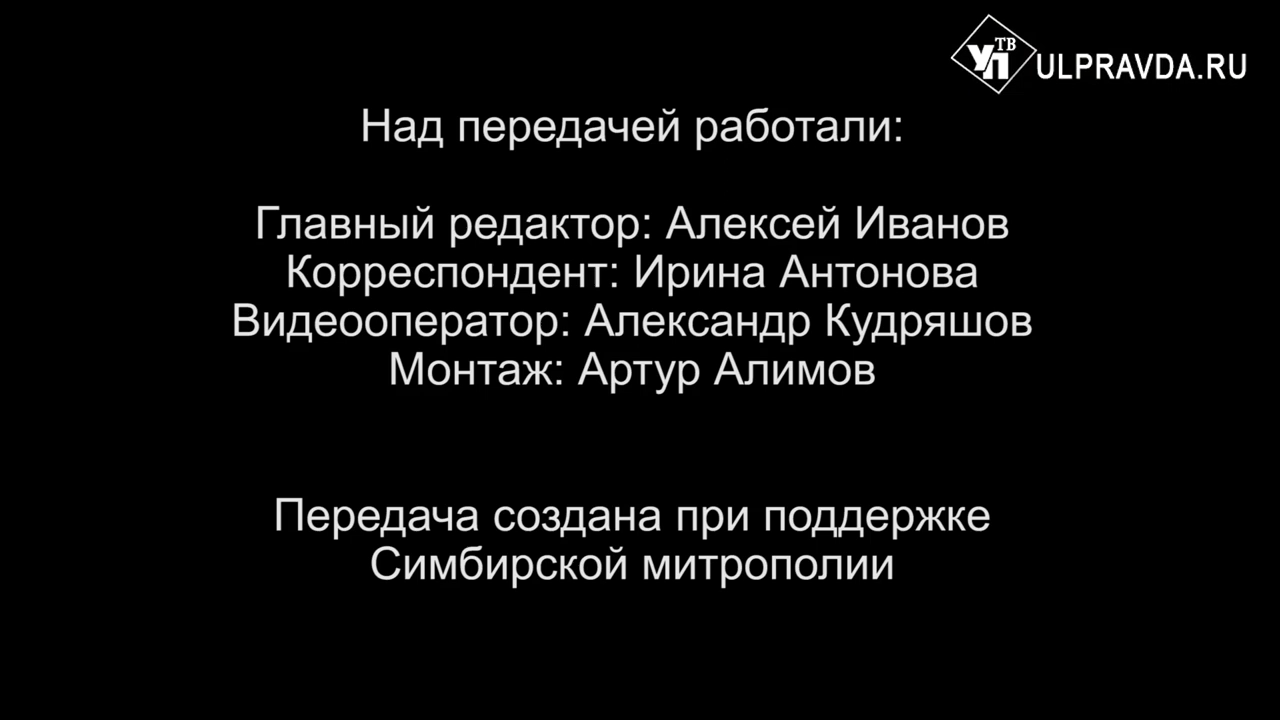 ТВ
УП
ULPRAVDA.RU
Над передачей работали:
Главный редактор: Алексей Иванов
Корреспондент: Ирина Антонова
Видеооператор: Александр Кудряшов
Монтаж: Артур Алимов
Передача создана при поддержке
Симбирской митрополии